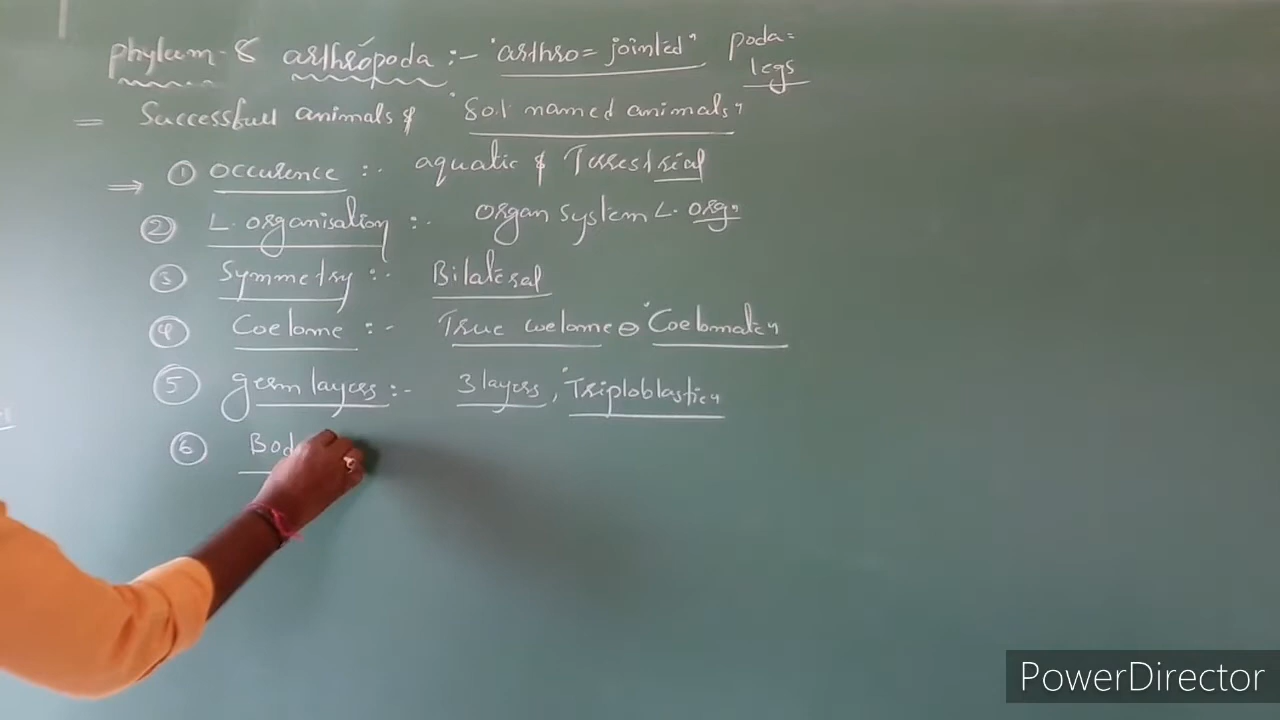 phylum-8 arthropoda :- "arthro = jointed" poda =
legs
= Successfull animals & "80% named animals"
⇒ ① occurence :- aquatic & Terrestrial
② L. organisation :- organ system L. org.
③ Symmetry :- Bilateral
④ Coelome :- True coelome ⊖ "Coelomate"
⑤ germ layers :- 3 layers, "Triploblastic"
⑥ Bod
PowerDirector